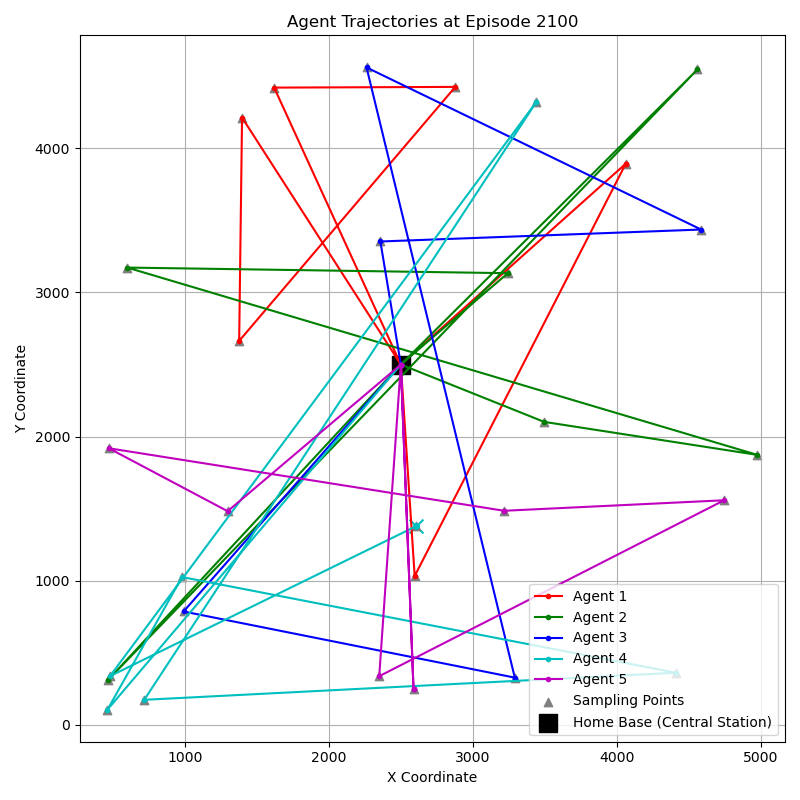 Agent Trajectories at Episode 2100
Y Coordinate
4000
3000
2000
1000
0
1000
2000
3000
4000
5000
X Coordinate
Agent 1
Agent 2
Agent 3
Agent 4
Agent 5
Sampling Points
Home Base (Central Station)